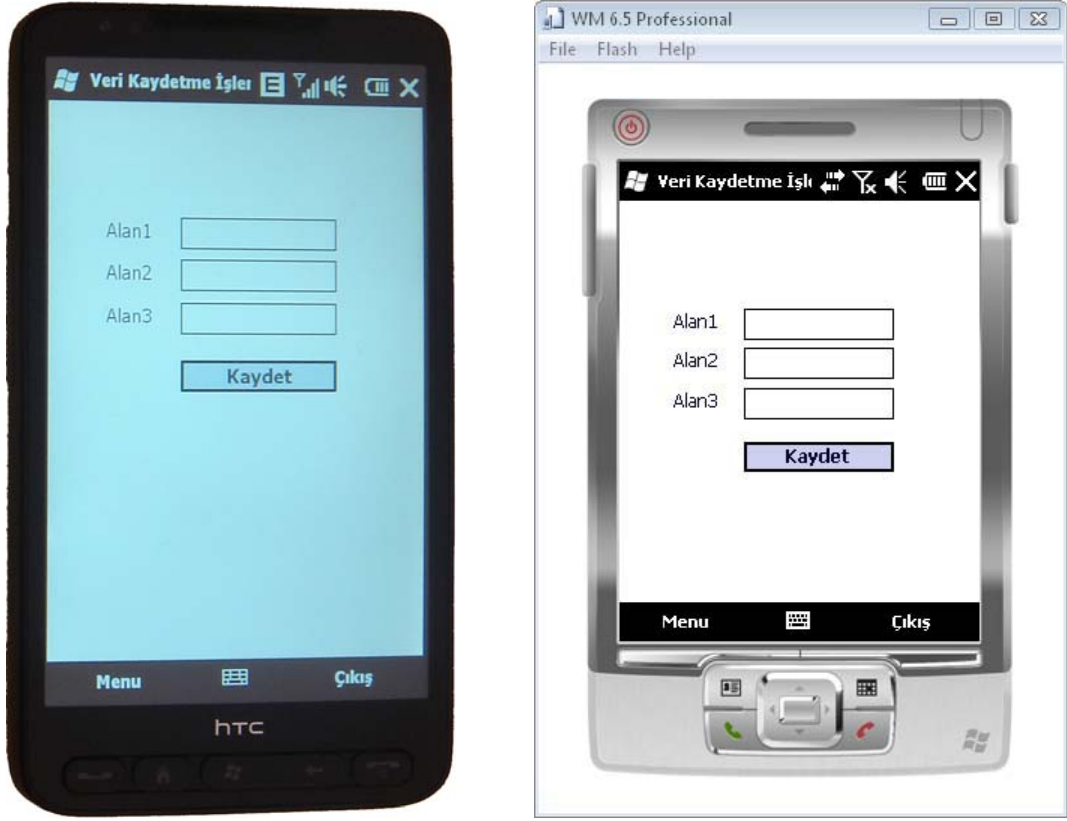 Veri Kaydetme İşler
Alan1
Alan2
Alan3
Kaydet
Menu
Çıkış
hTC
WM 6.5 Professional
File Flash Help
Veri Kaydetme İşle
Alan1
Alan2
Alan3
Kaydet
Menu
Çıkış